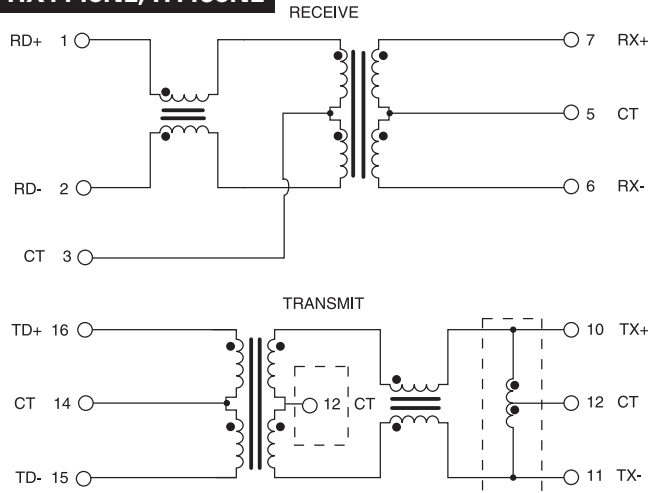 RECEIVE
RD+ 1
7 RX+
5 CT
RD- 2
6 RX-
CT 3
TRANSMIT
TD+ 16
10 TX+
CT 14
12 CT
12 CT
TD- 15
11 TX-